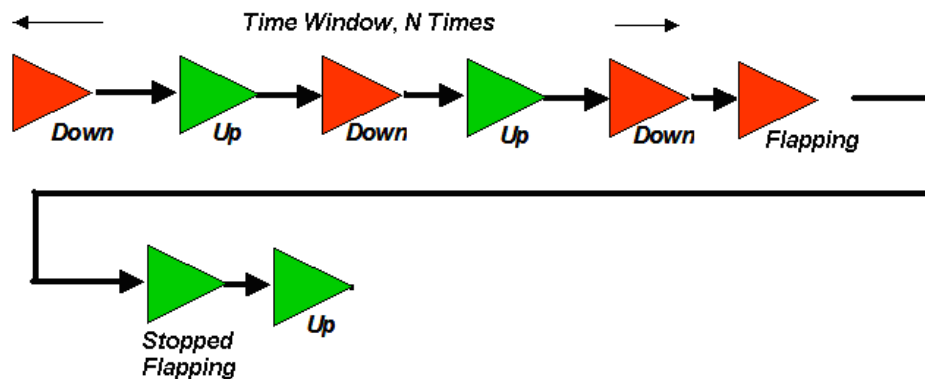 Time Window, N Times
Down
Up
Down
Up
Down
Flapping
Stopped
Flapping
Up